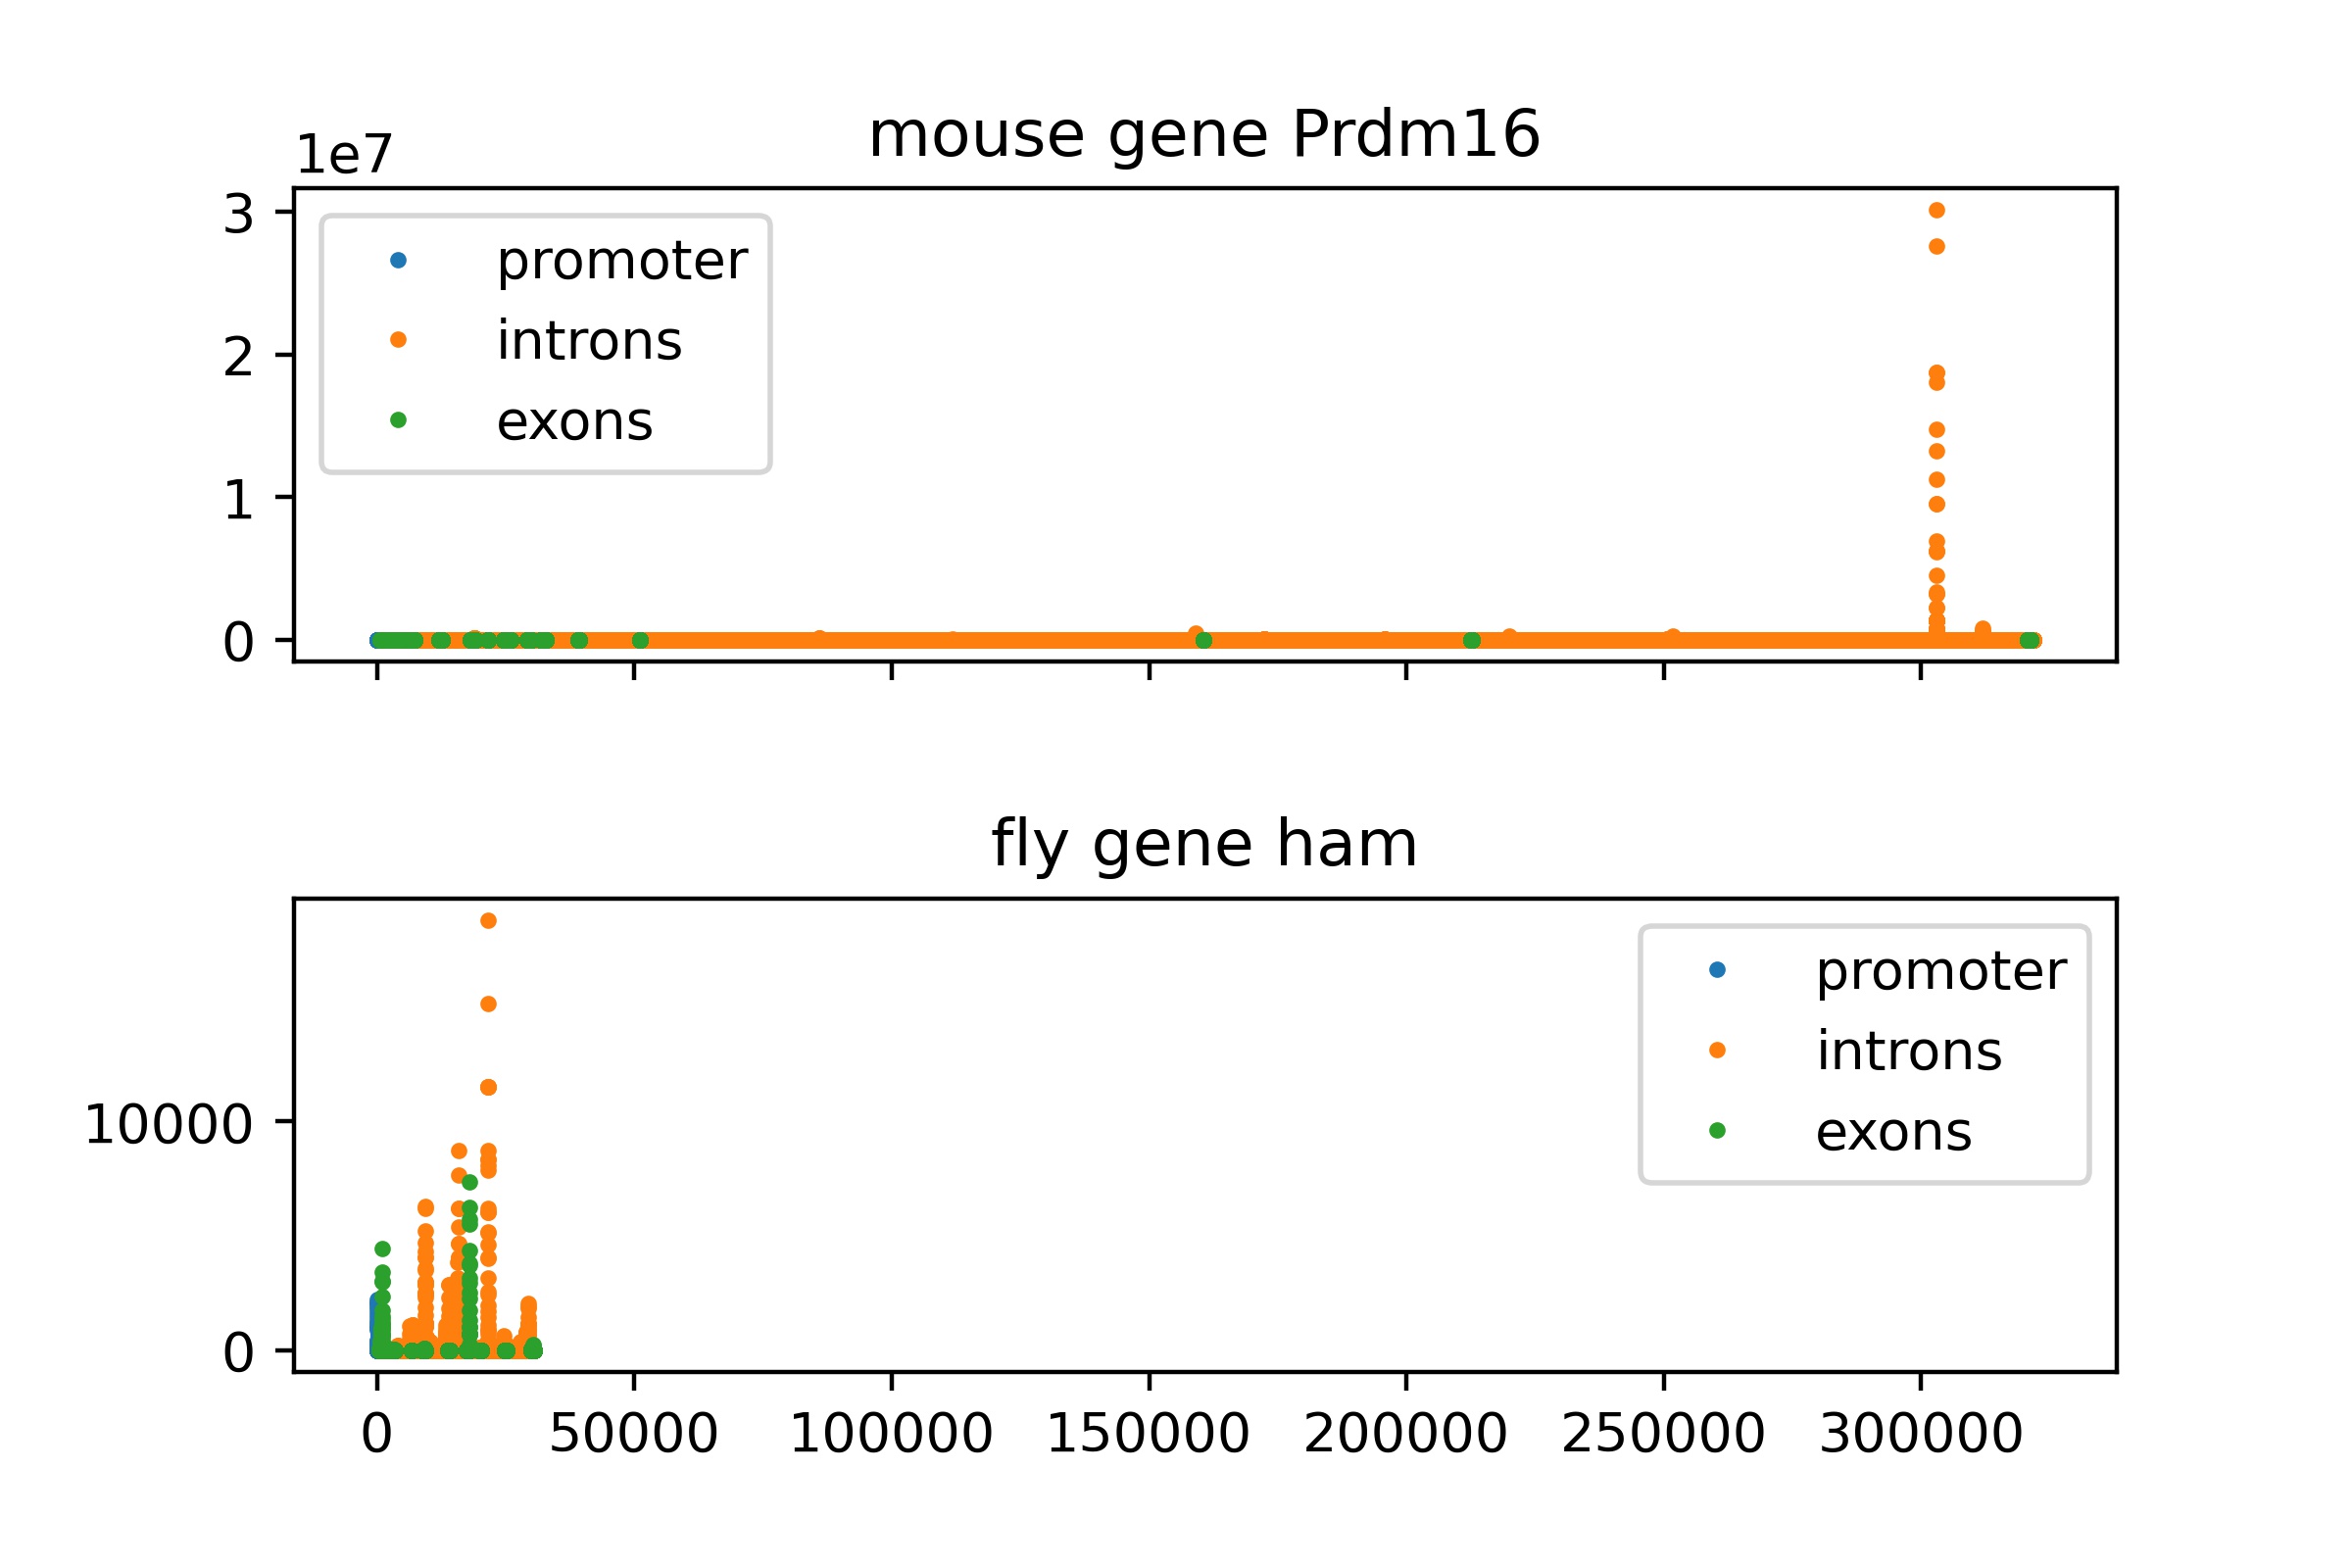 mouse gene Prdm16
1e7
3
2
1
0
promoter
introns
exons
fly gene ham
10000
0
promoter
introns
exons
0 50000 100000 150000 200000 250000 300000